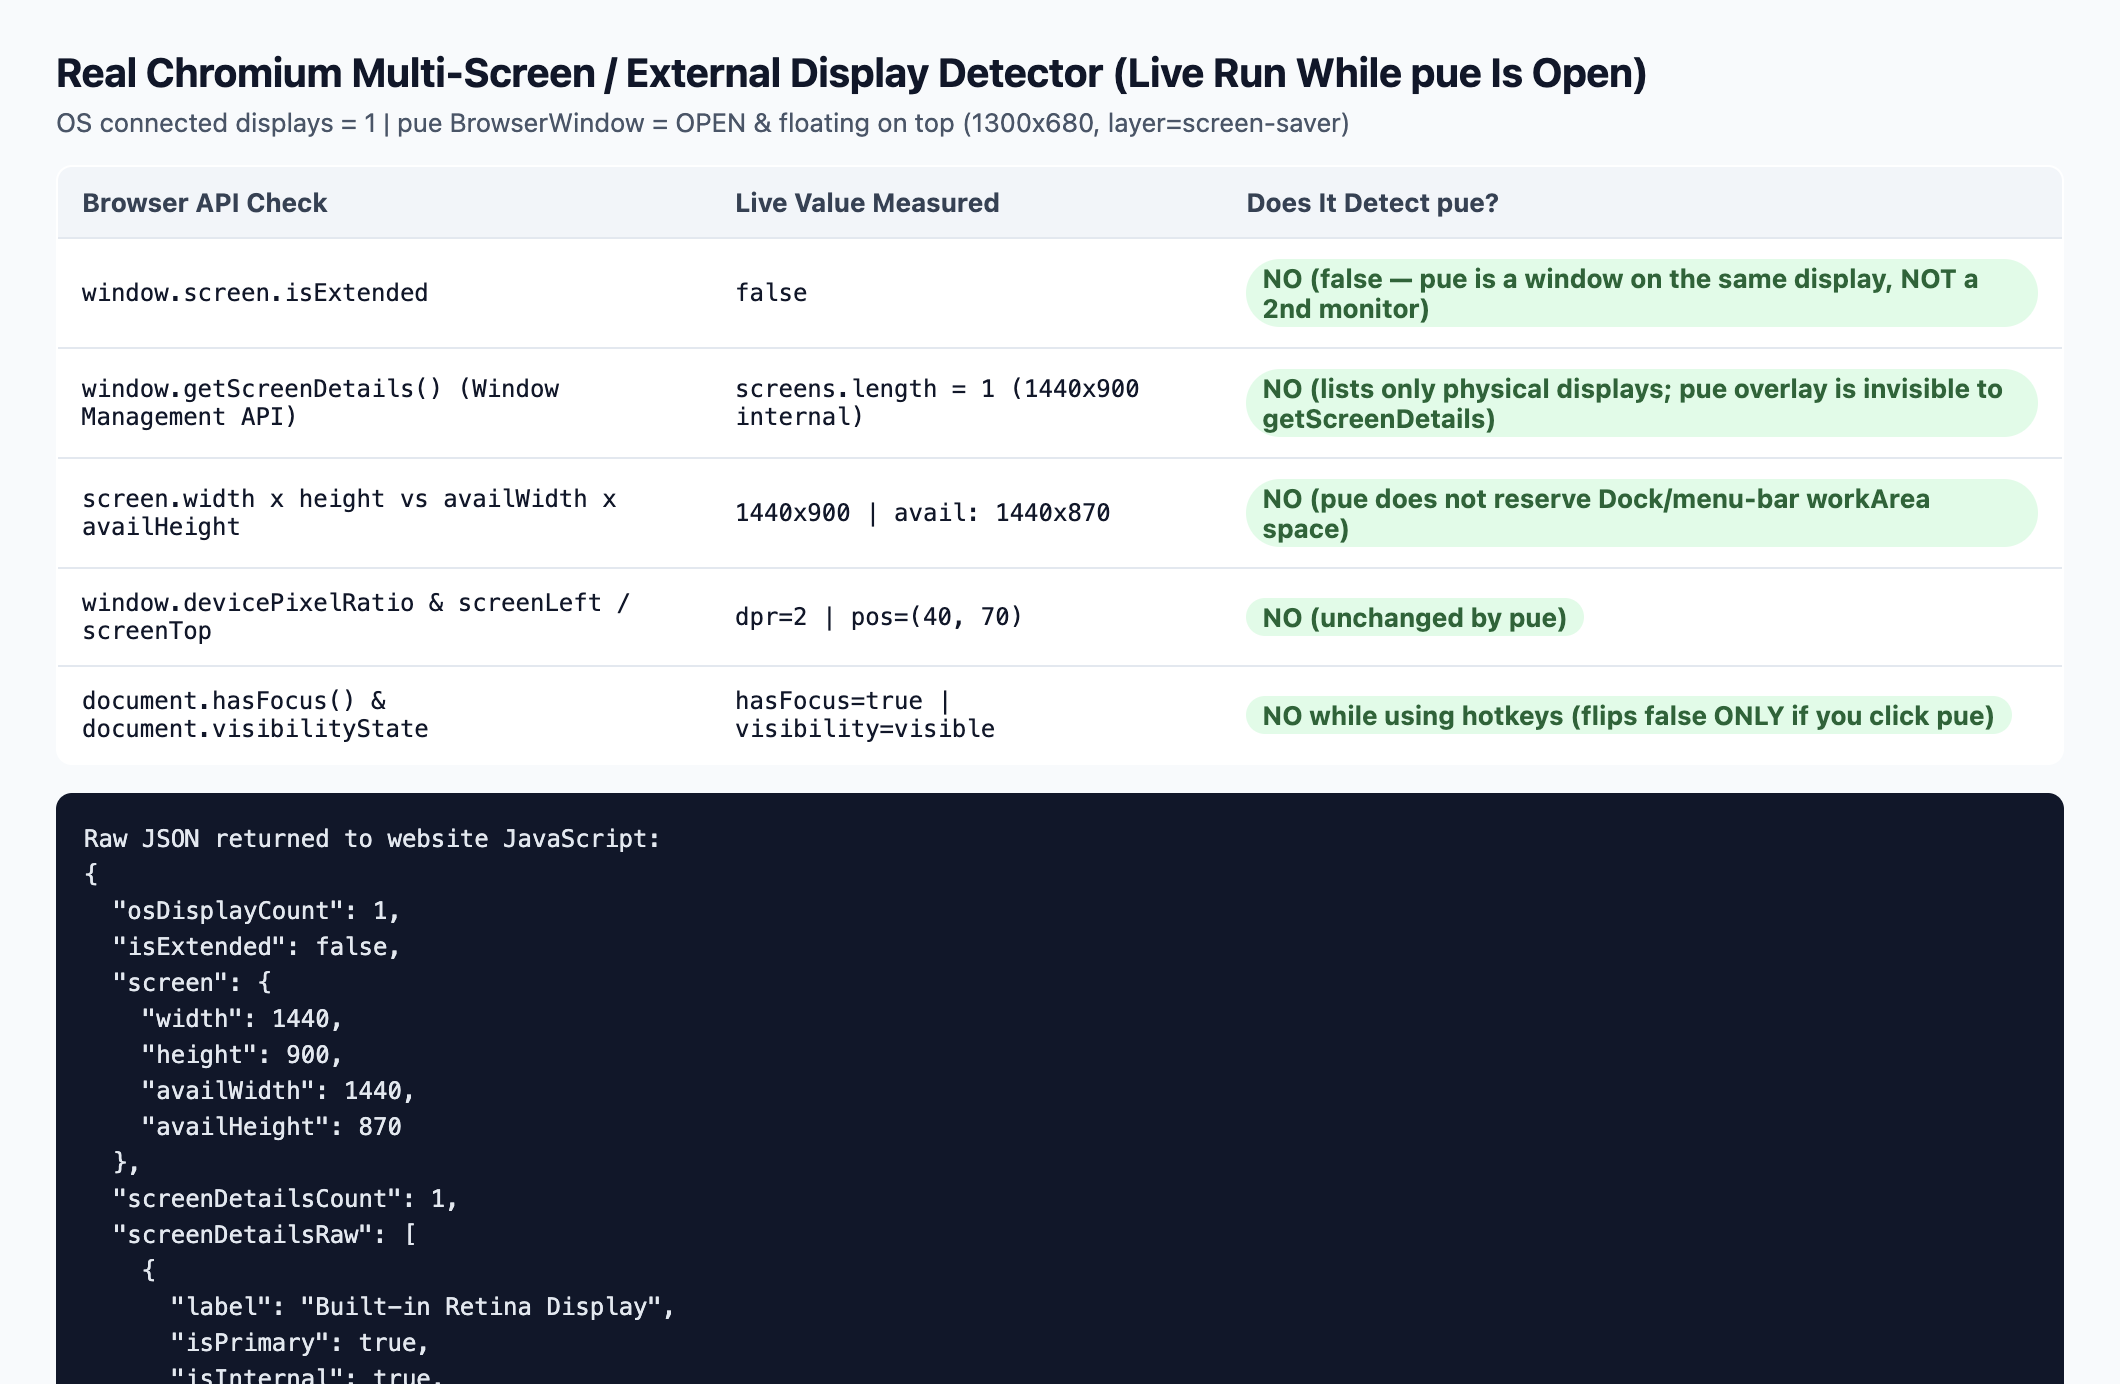 Real Chromium Multi-Screen / External Display Detector (Live Run While pue Is Open)
OS connected displays = 1 | pue BrowserWindow = OPEN & floating on top (1300x680, layer=screen-saver)
Browser API Check
Live Value Measured
Does It Detect pue?
window.screen.isExtended
false
NO (false — pue is a window on the same display, NOT a
2nd monitor)
window.getScreenDetails() (Window
Management API)
screens.length = 1 (1440x900
internal)
NO (lists only physical displays; pue overlay is invisible to
getScreenDetails)
screen.width x height vs availWidth x
availHeight
1440x900 | avail: 1440x870
NO (pue does not reserve Dock/menu-bar workArea
space)
window.devicePixelRatio & screenLeft /
screenTop
dpr=2 | pos=(40, 70)
NO (unchanged by pue)
document.hasFocus() &
document.visibilityState
hasFocus=true |
visibility=visible
NO while using hotkeys (flips false ONLY if you click pue)
Raw JSON returned to website JavaScript:
{
  "osDisplayCount": 1,
  "isExtended": false,
  "screen": {
    "width": 1440,
    "height": 900,
    "availWidth": 1440,
    "availHeight": 870
  },
  "screenDetailsCount": 1,
  "screenDetailsRaw": [
    {
      "label": "Built-in Retina Display",
      "isPrimary": true,
      "isInternal": true,